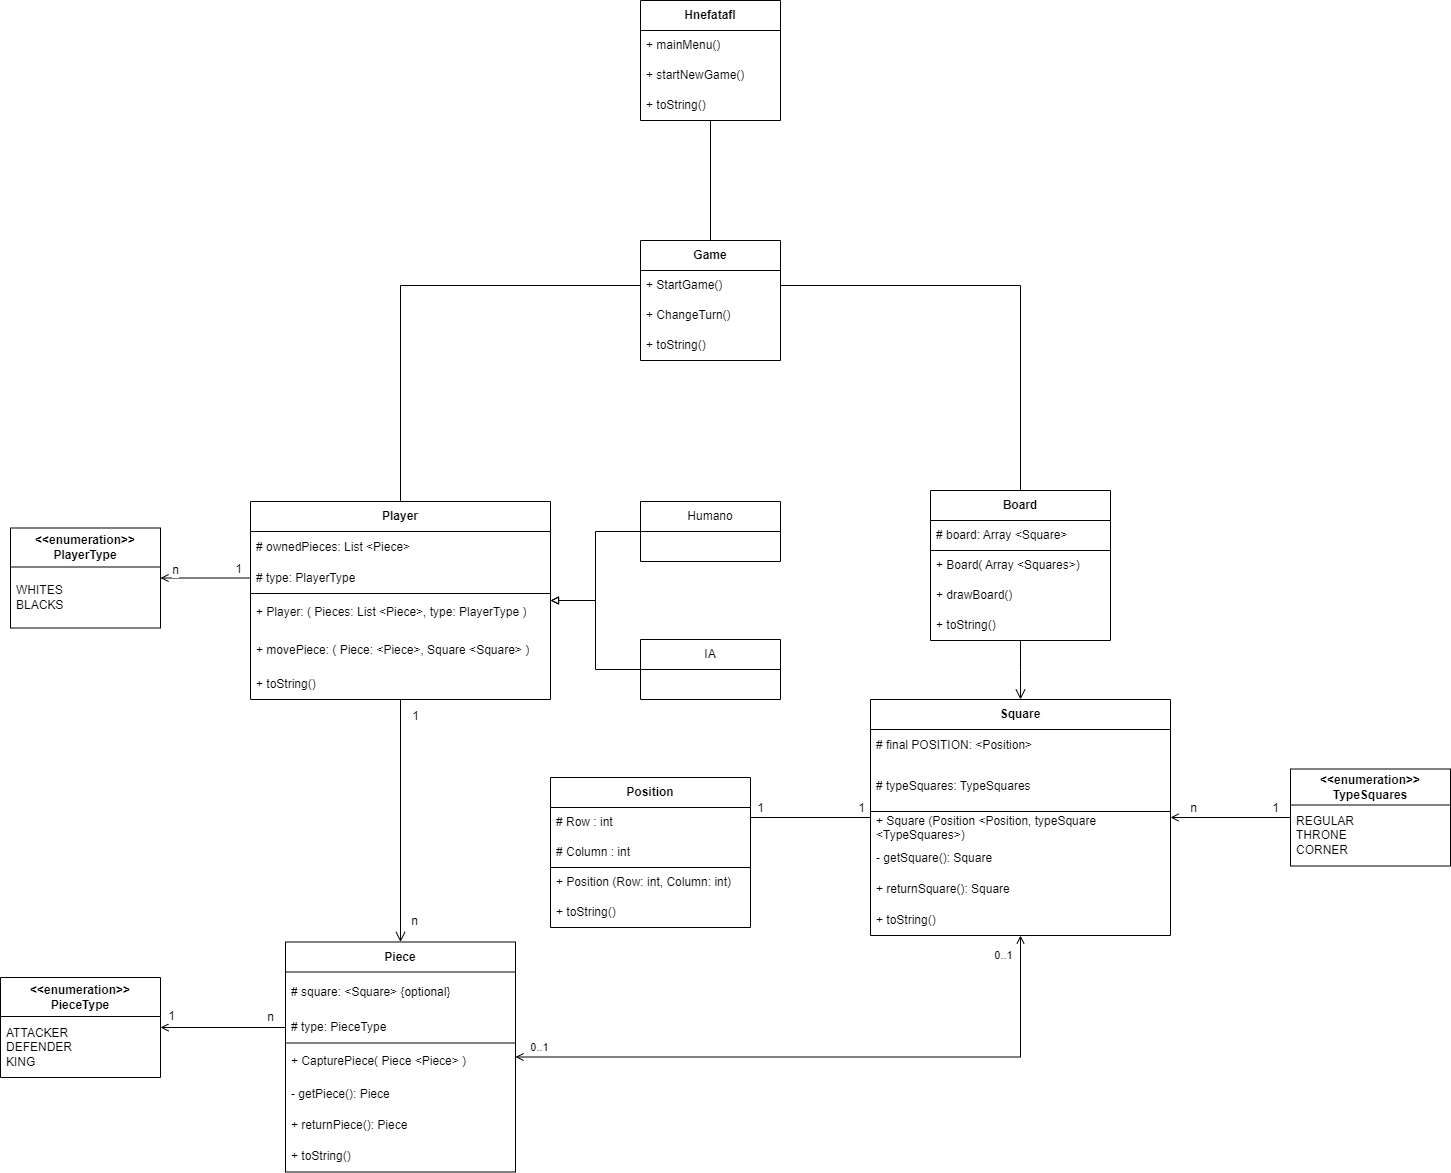 Hnefatafl
+ mainMenu()
+ startNewGame()
+ toString()
Game
+ StartGame()
+ ChangeTurn()
+ toString()
Player
# ownedPieces: List <Piece>
# type: PlayerType
+ Player: ( Pieces: List <Piece>, type: PlayerType )
+ movePiece: ( Piece: <Piece>, Square <Square> )
+ toString()
<<enumeration>>
PlayerType
WHITES
BLACKS
n
1
Humano
IA
Board
# board: Array <Square>
+ Board( Array <Squares>)
+ drawBoard()
+ toString()
Square
# final POSITION: <Position>
# typeSquares: TypeSquares
+ Square (Position <Position, typeSquare
<TypeSquares>)
- getSquare(): Square
+ returnSquare(): Square
+ toString()
<<enumeration>>
TypeSquares
REGULAR
THRONE
CORNER
n
1
Position
# Row : int
# Column : int
+ Position (Row: int, Column: int)
+ toString()
1
1
1
n
Piece
# square: <Square> {optional}
# type: PieceType
+ CapturePiece( Piece <Piece> )
- getPiece(): Piece
+ returnPiece(): Piece
+ toString()
<<enumeration>>
PieceType
ATTACKER
DEFENDER
KING
1
n
0..1
0..1